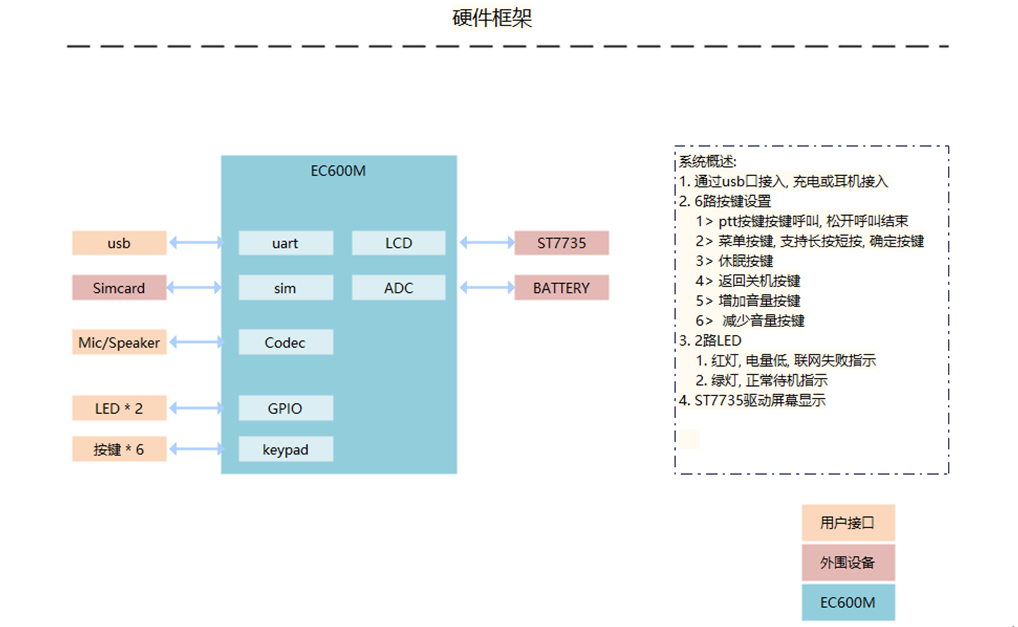 硬件框架
EC600M
usb
uart
LCD
ST7735
Simcard
sim
ADC
BATTERY
Mic/Speaker
Codec
LED * 2
GPIO
按键 * 6
keypad
系统概述:
1. 通过usb口接入, 充电或耳机接入
2. 6路按键设置
1> ptt按键按键呼叫, 松开呼叫结束
2> 菜单按键, 支持长按短按, 确定按键
3> 休眠按键
4> 返回关机按键
5> 增加音量按键
6> 减少音量按键
3. 2路LED
1. 红灯, 电量低, 联网失败指示
2. 绿灯, 正常待机指示
4. ST7735驱动屏幕显示
用户接口
外围设备
EC600M